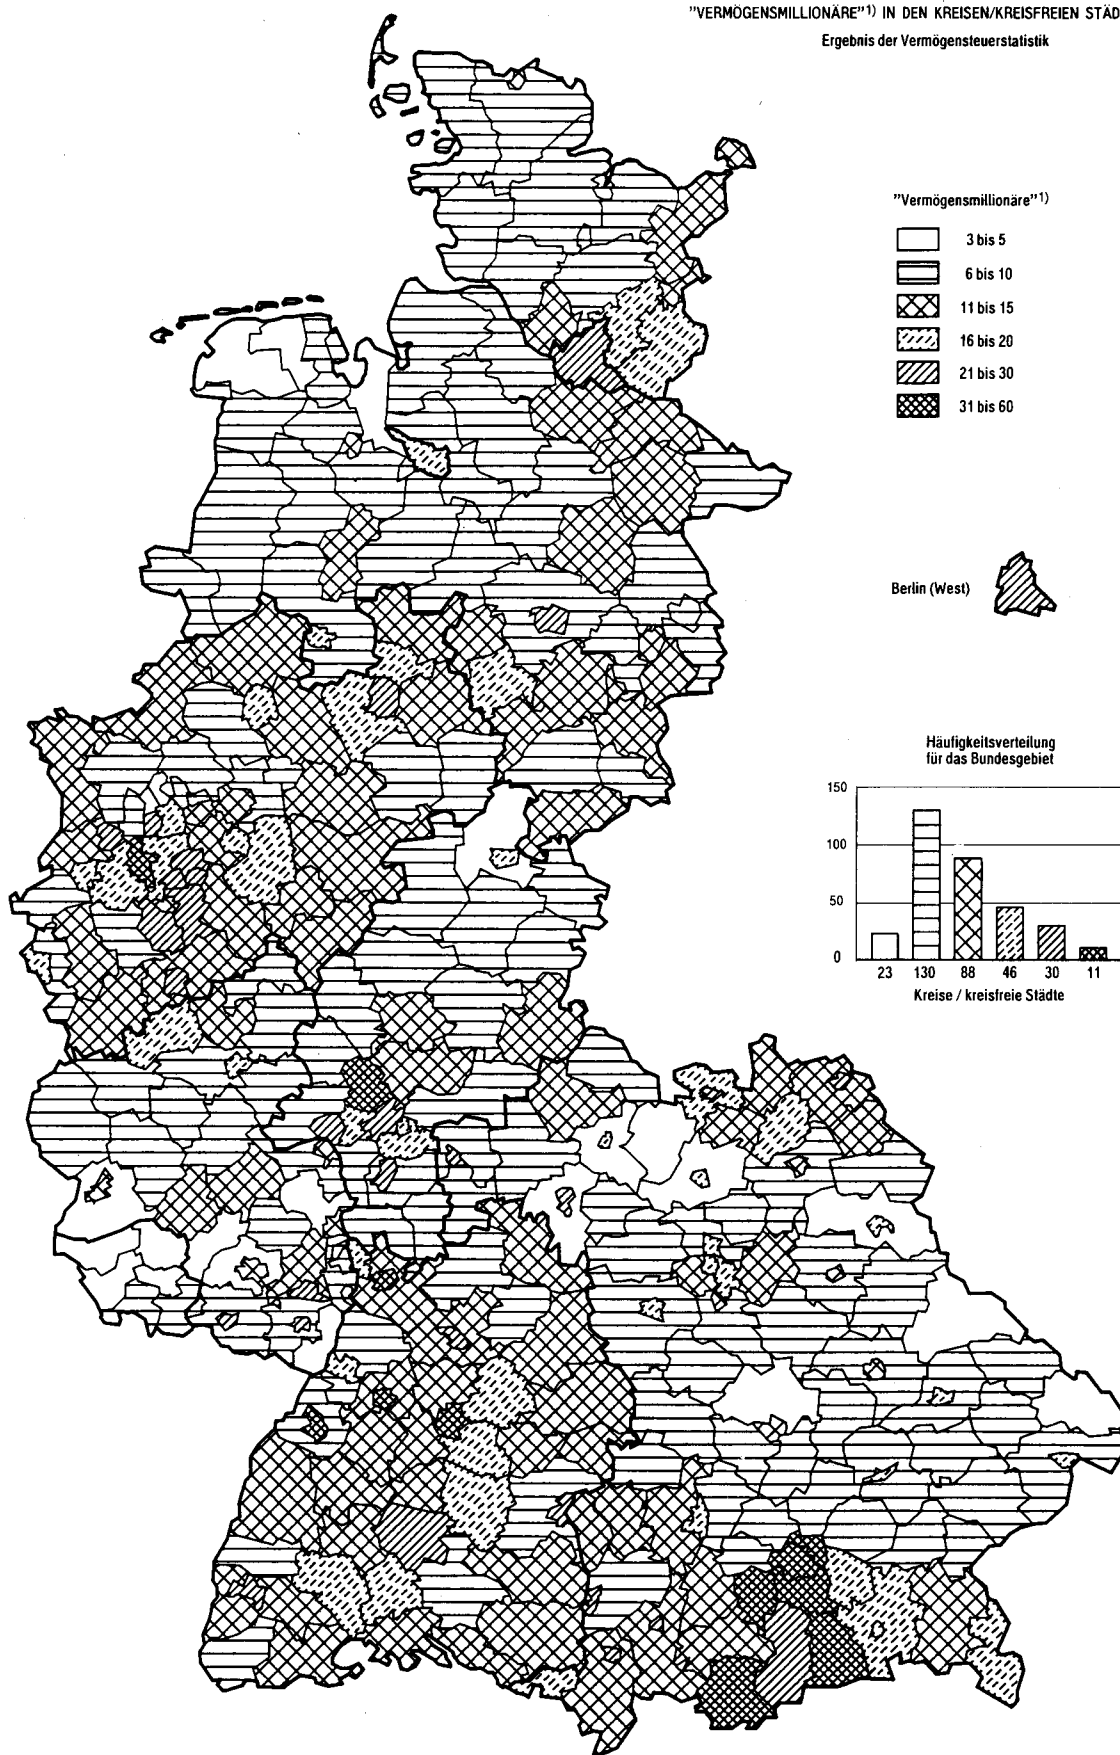 "VERMÖGENSMILLIONÄRE"1) IN DEN KREISEN/KREISFREIEN STÄD
Ergebnis der Vermögensteuerstatistik
"Vermögensmillionäre"1)
3 bis 5
6 bis 10
11 bis 15
16 bis 20
21 bis 30
31 bis 60
Berlin (West)
Häufigkeitsverteilung
für das Bundesgebiet
150
100
50
0
23 130 88 46 30 11
Kreise / kreisfreie Städte